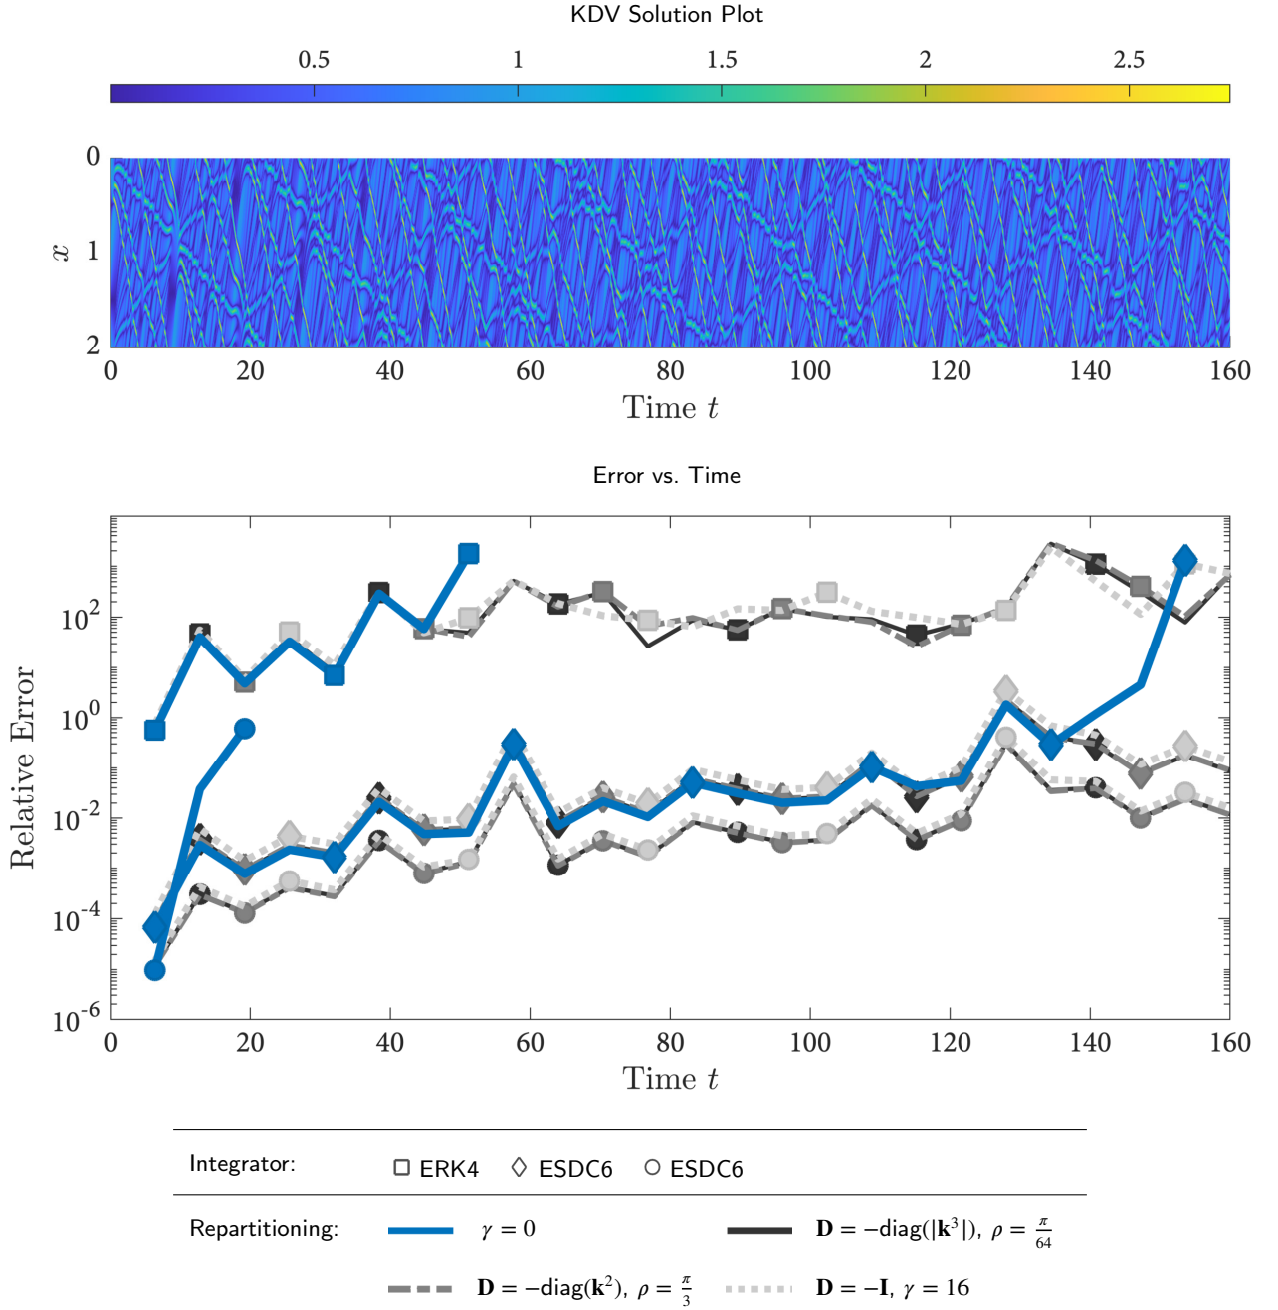 KDV Solution Plot
0.5 1 1.5 2 2.5
0
1
2
x
0 20 40 60 80 100 120 140 160
Time t
Error vs. Time
10^2
10^0
10^-2
10^-4
10^-6
Relative Error
0 20 40 60 80 100 120 140 160
Time t
Integrator: ERK4 ESDC6 ESDC6
Repartitioning: γ = 0 D = −diag(|k^3|), ρ = π/64
D = −diag(k^2), ρ = π/3 D = −I, γ = 16